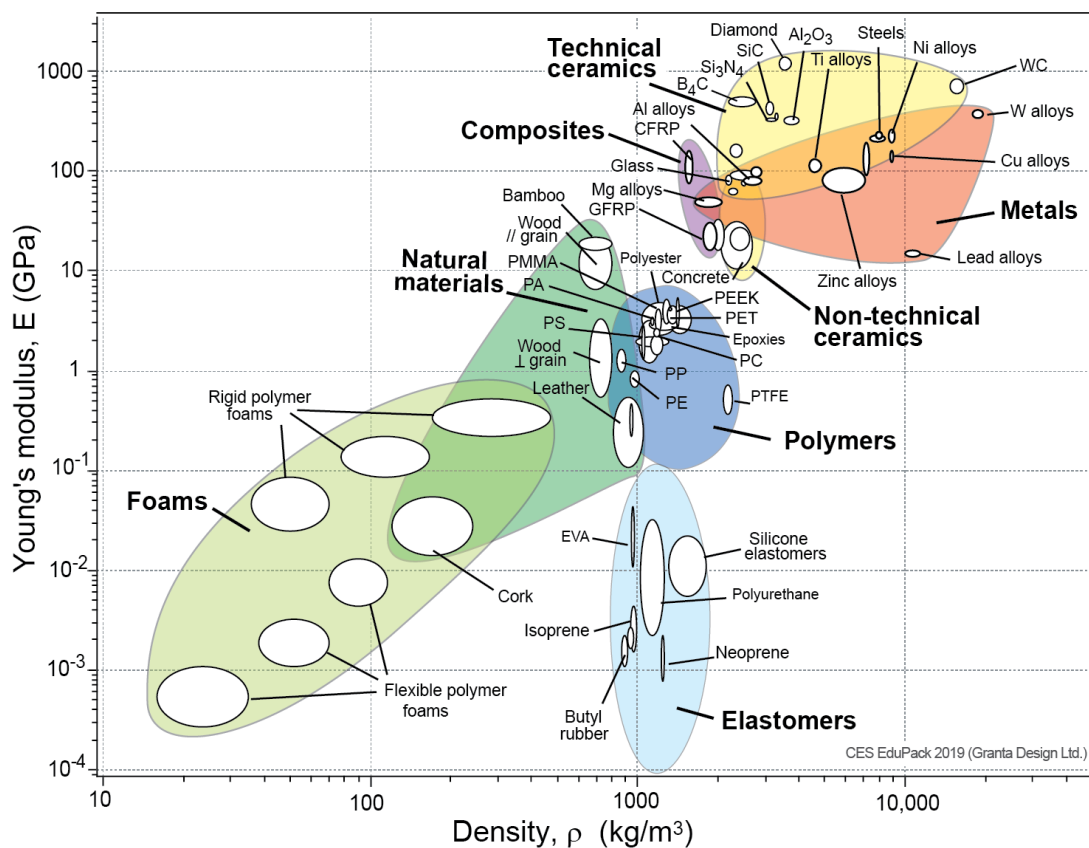 Young's modulus, E (GPa)
1000
100
10
1
10⁻¹
10⁻²
10⁻³
10⁻⁴
Diamond
Al₂O₃
Steels
SiC
Ni alloys
Technical
ceramics
Si₃N₄
Ti alloys
WC
B₄C
Al alloys
W alloys
Composites
CFRP
Glass
Cu alloys
Bamboo
Mg alloys
GFRP
Metals
Wood
// grain
Natural
materials
PMMA
Polyester
Concrete
Zinc alloys
Lead alloys
PA
PEEK
Non-technical
ceramics
PS
PET
Epoxies
Wood
⊥ grain
PC
PP
Leather
PE
PTFE
Rigid polymer
foams
Polymers
Foams
EVA
Silicone
elastomers
Cork
Polyurethane
Isoprene
Neoprene
Flexible polymer
foams
Butyl
rubber
Elastomers
CES EduPack 2019 (Granta Design Ltd.)
10
100
1000
10,000
Density, ρ (kg/m³)